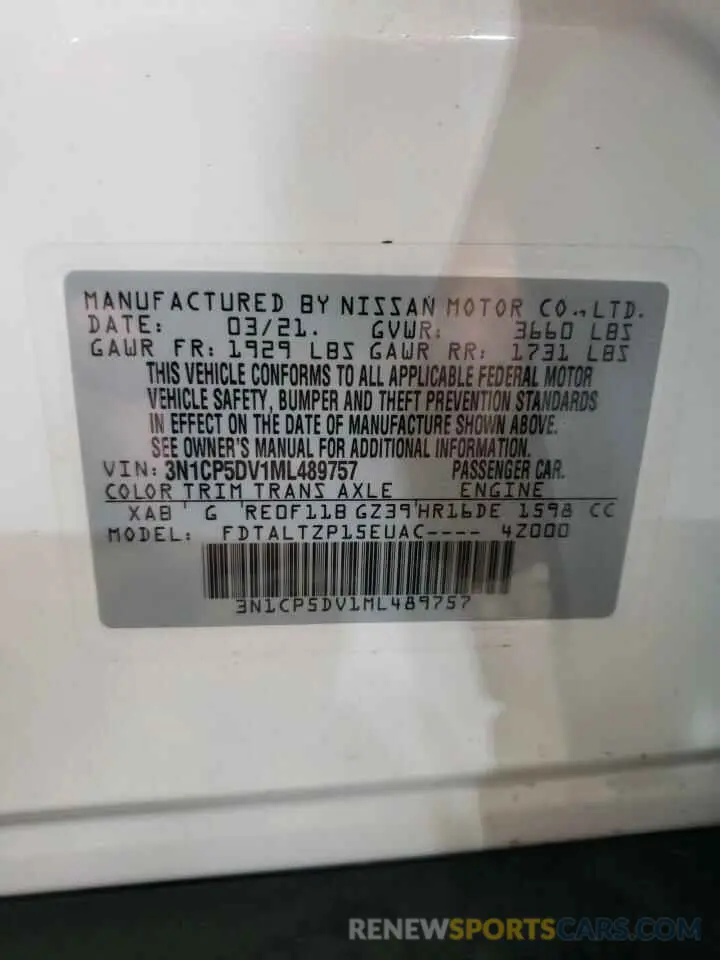 MANUFACTURED BY NISSAN MOTOR CO., LTD.
DATE: 03/21. GVWR: 3660 LBS
GAWR FR: 1929 LBS GAWR RR: 1731 LBS
THIS VEHICLE CONFORMS TO ALL APPLICABLE FEDERAL MOTOR
VEHICLE SAFETY, BUMPER AND THEFT PREVENTION STANDARDS
IN EFFECT ON THE DATE OF MANUFACTURE SHOWN ABOVE.
SEE OWNER'S MANUAL FOR ADDITIONAL INFORMATION.
VIN: 3N1CP5DV1ML489757 PASSENGER CAR.
COLOR TRIM TRANS AXLE ENGINE
XAB G RE0F11B GZ39 HR16DE 1598 CC
MODEL: FDTALTZP15EUAC---- 4Z000
3N1CP5DV1ML489757
RENEWSPORTSCARS.COM